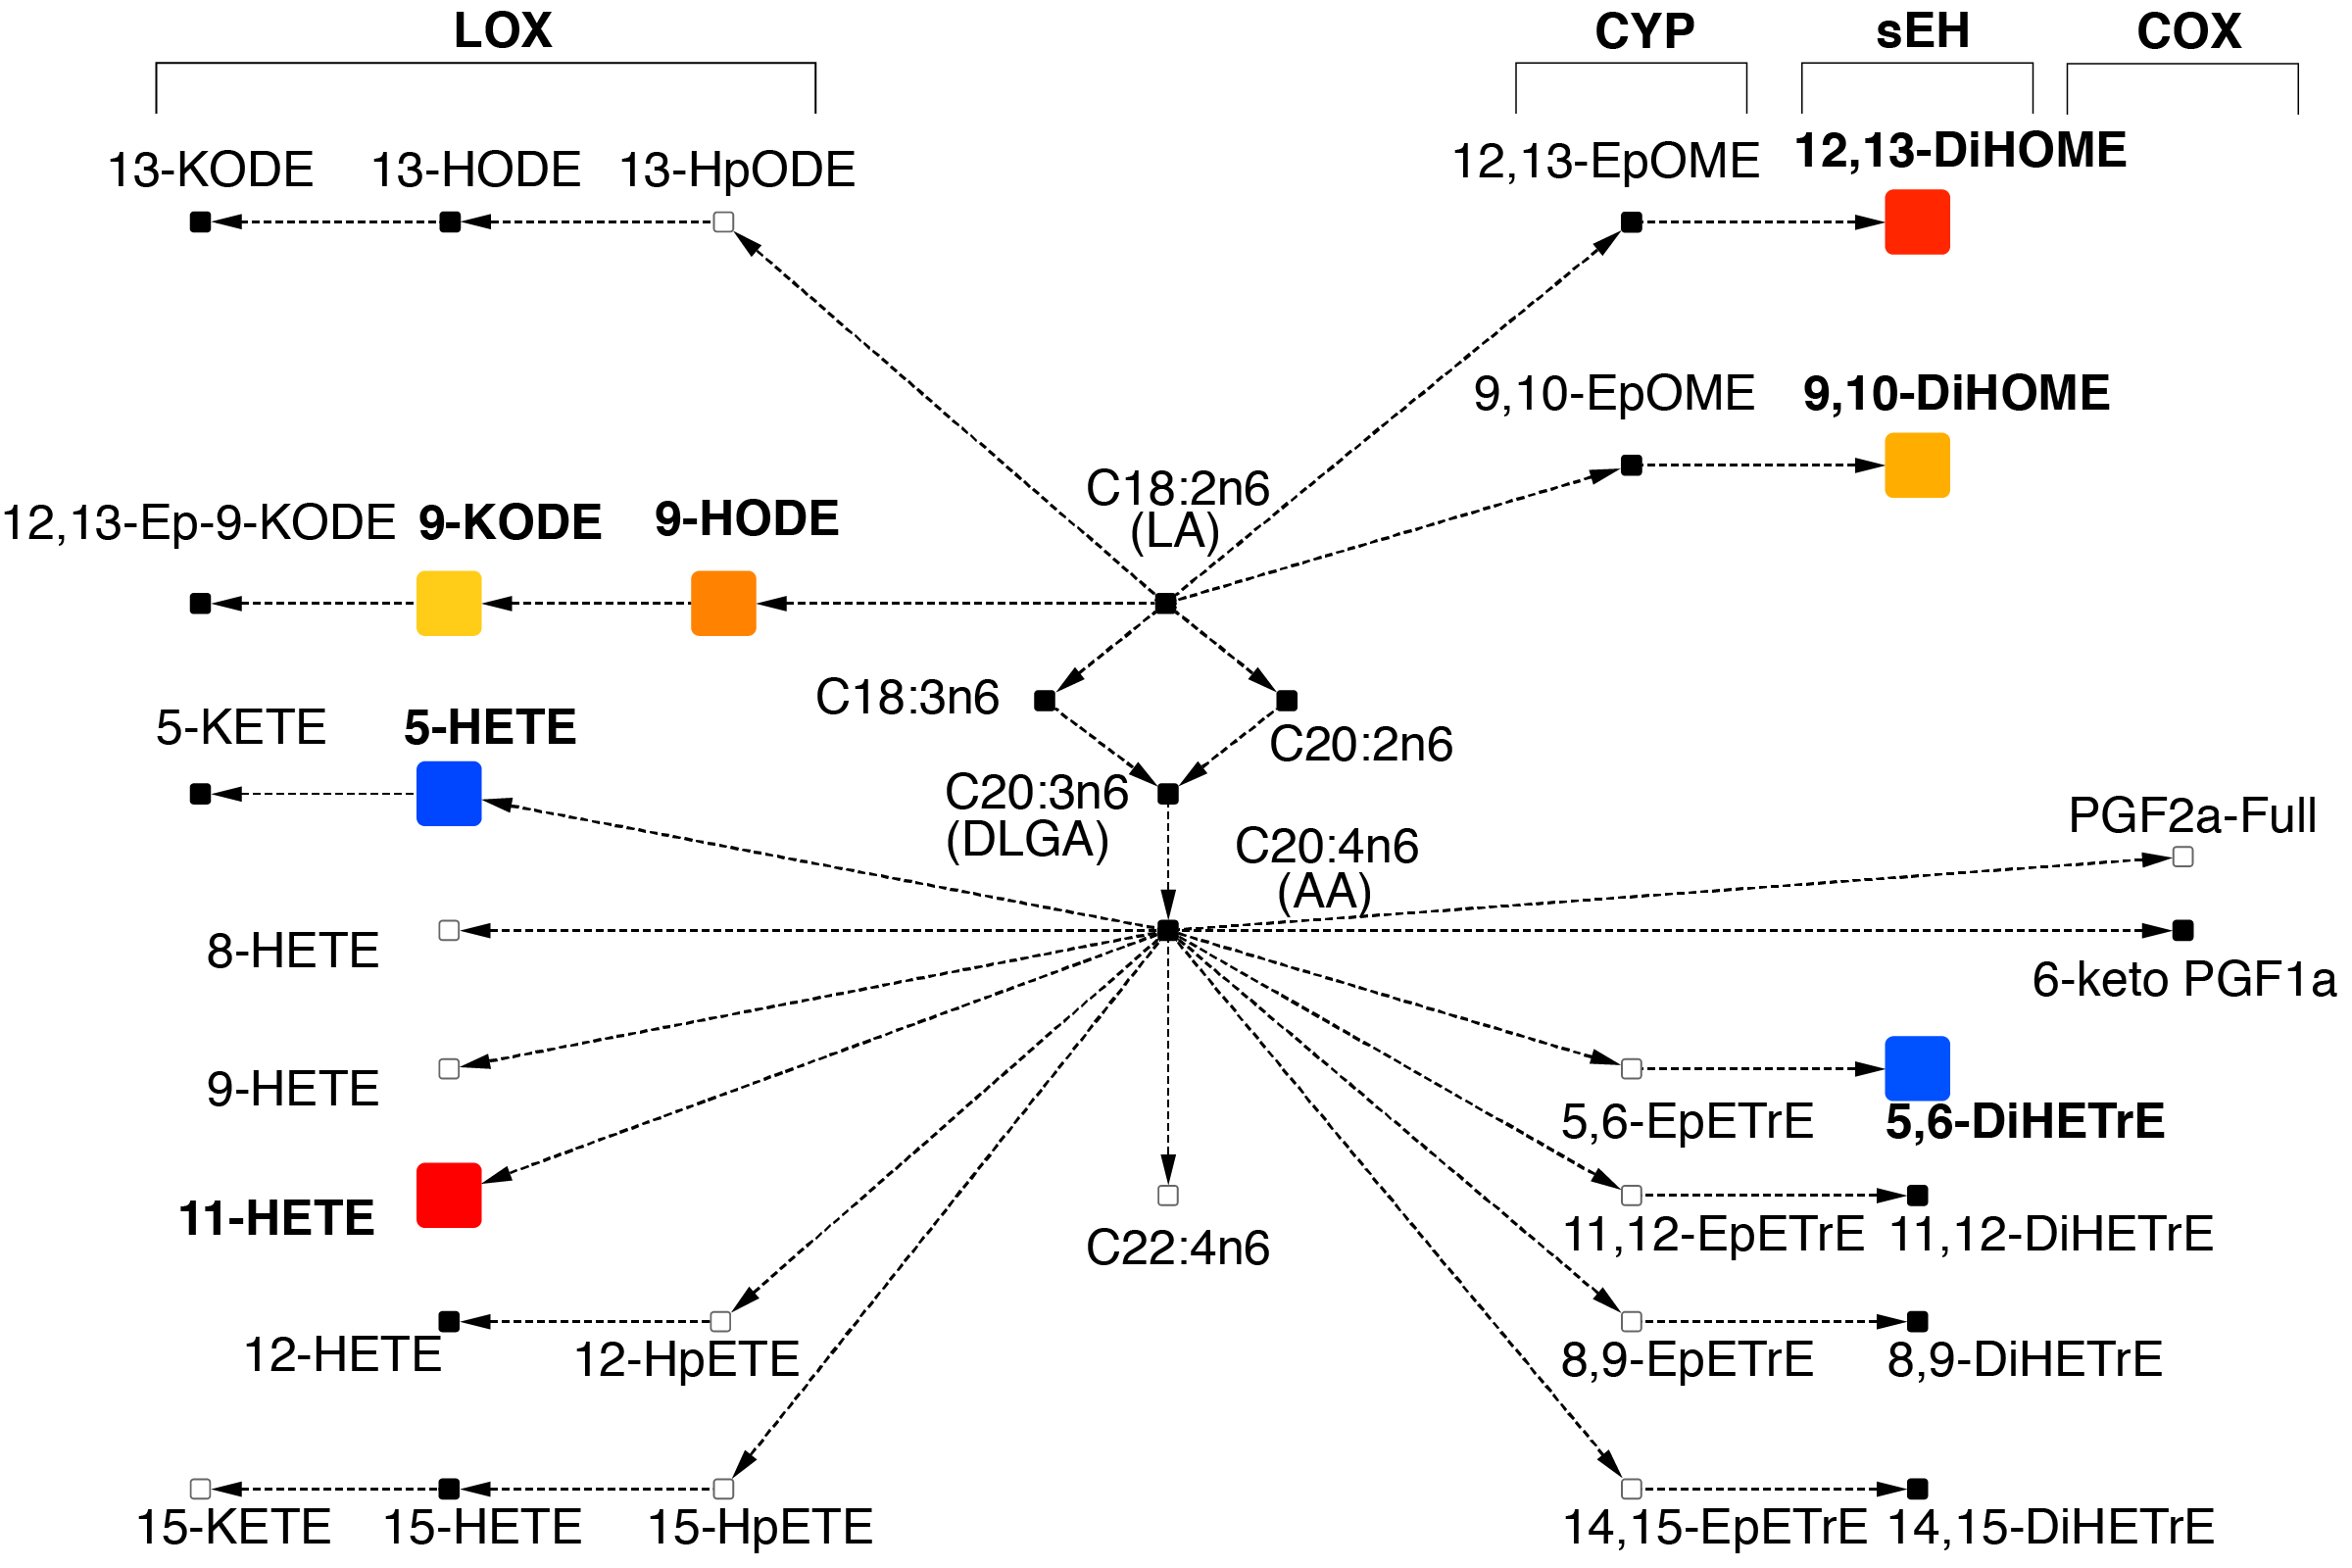 LOX
CYP
sEH
COX
13-KODE
13-HODE
13-HpODE
12,13-EpOME
12,13-DiHOME
9,10-EpOME
9,10-DiHOME
C18:2n6
(LA)
12,13-Ep-9-KODE
9-KODE
9-HODE
C18:3n6
C20:2n6
5-KETE
5-HETE
C20:3n6
(DLGA)
C20:4n6
(AA)
PGF2a-Full
8-HETE
6-keto PGF1a
9-HETE
5,6-EpETrE
5,6-DiHETrE
11-HETE
C22:4n6
11,12-EpETrE
11,12-DiHETrE
12-HETE
12-HpETE
8,9-EpETrE
8,9-DiHETrE
15-KETE
15-HETE
15-HpETE
14,15-EpETrE
14,15-DiHETrE